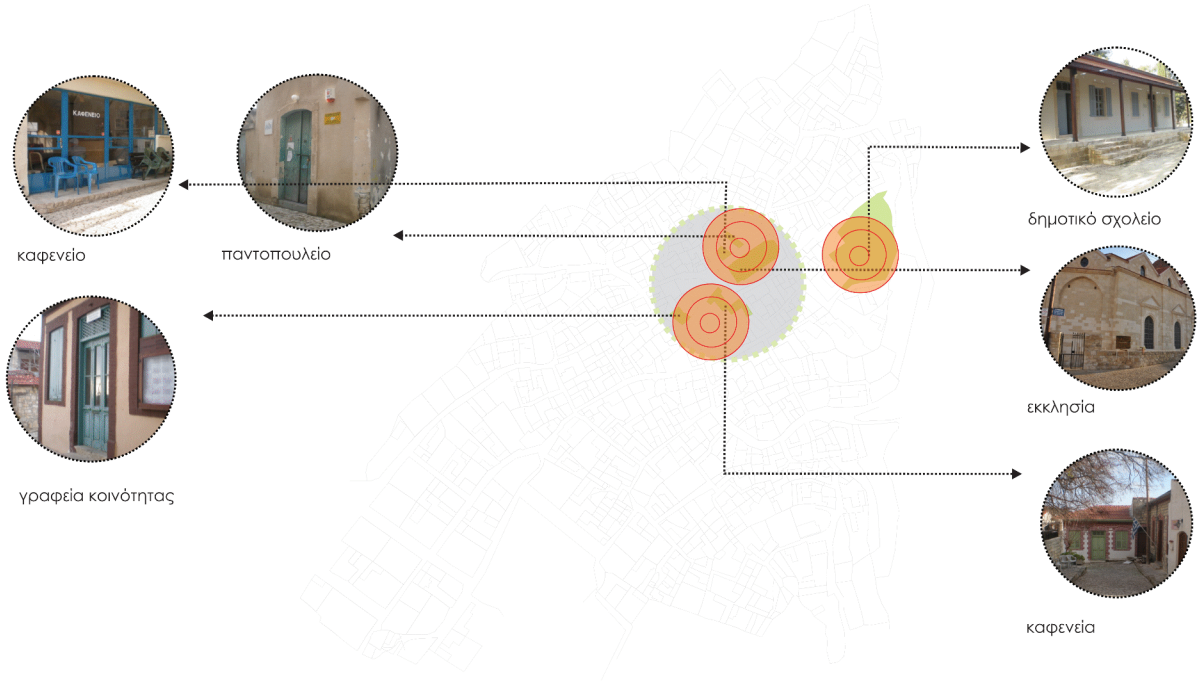 ΚΑΦΕΝΕΙΟ
καφενείο
παντοπουλείο
γραφεία κοινότητας
δημοτικό σχολείο
εκκλησία
καφενεία